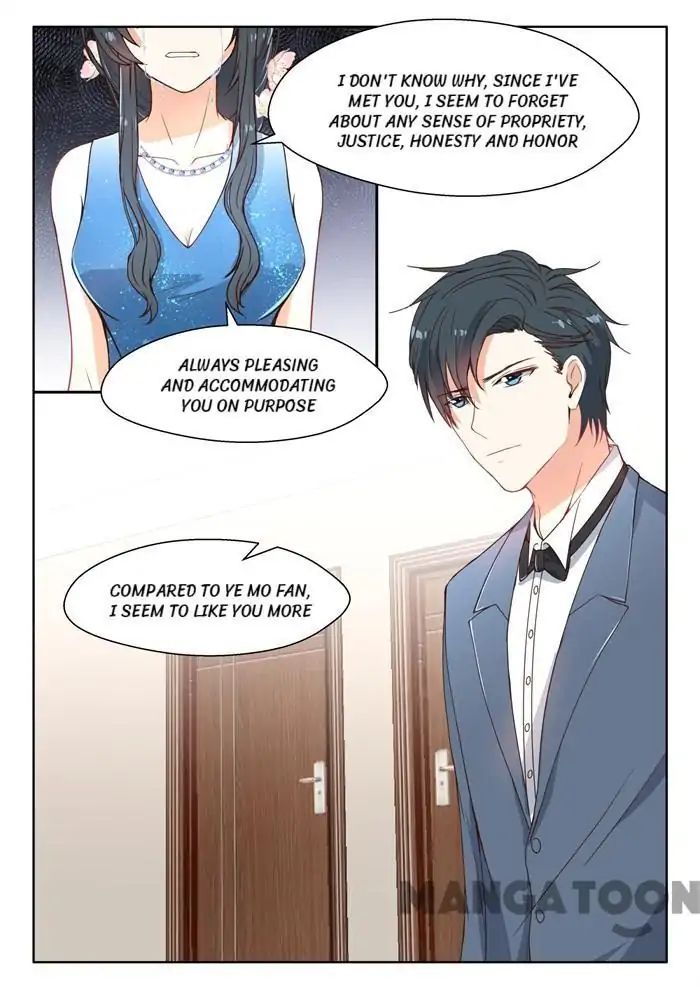 I DON'T KNOW WHY, SINCE I'VE
MET YOU, I SEEM TO FORGET
ABOUT ANY SENSE OF PROPRIETY,
JUSTICE, HONESTY AND HONOR
ALWAYS PLEASING
AND ACCOMMODATING
YOU ON PURPOSE
COMPARED TO YE MO FAN,
I SEEM TO LIKE YOU MORE
MANGATOON